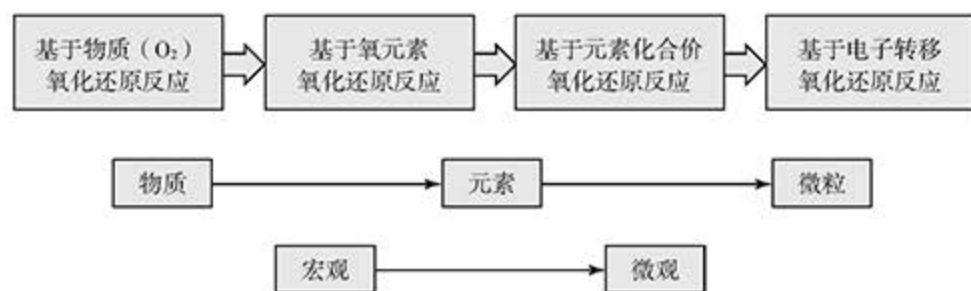 基于物质（O₂）
氧化还原反应
基于氧元素
氧化还原反应
基于元素化合价
氧化还原反应
基于电子转移
氧化还原反应
物质
元素
微粒
宏观
微观